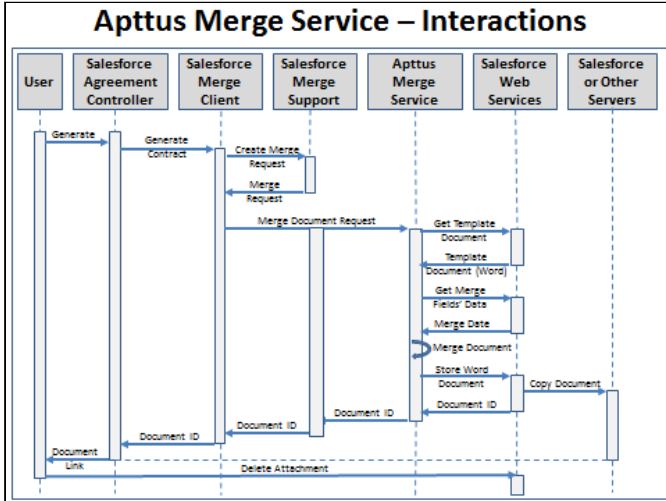 Apttus Merge Service – Interactions
User
Salesforce
Agreement
Controller
Salesforce
Merge
Client
Salesforce
Merge
Support
Apttus
Merge
Service
Salesforce
Web
Services
Salesforce
or Other
Servers
Generate
Generate
Contract
Create Merge
Request
Merge
Request
Merge Document Request
Get Template
Document
Template
Document (Word)
Get Merge
Fields' Data
Merge Date
Merge Document
Store Word
Document
Copy Document
Document ID
Document ID
Document ID
Document ID
Document
Link
Delete Attachment